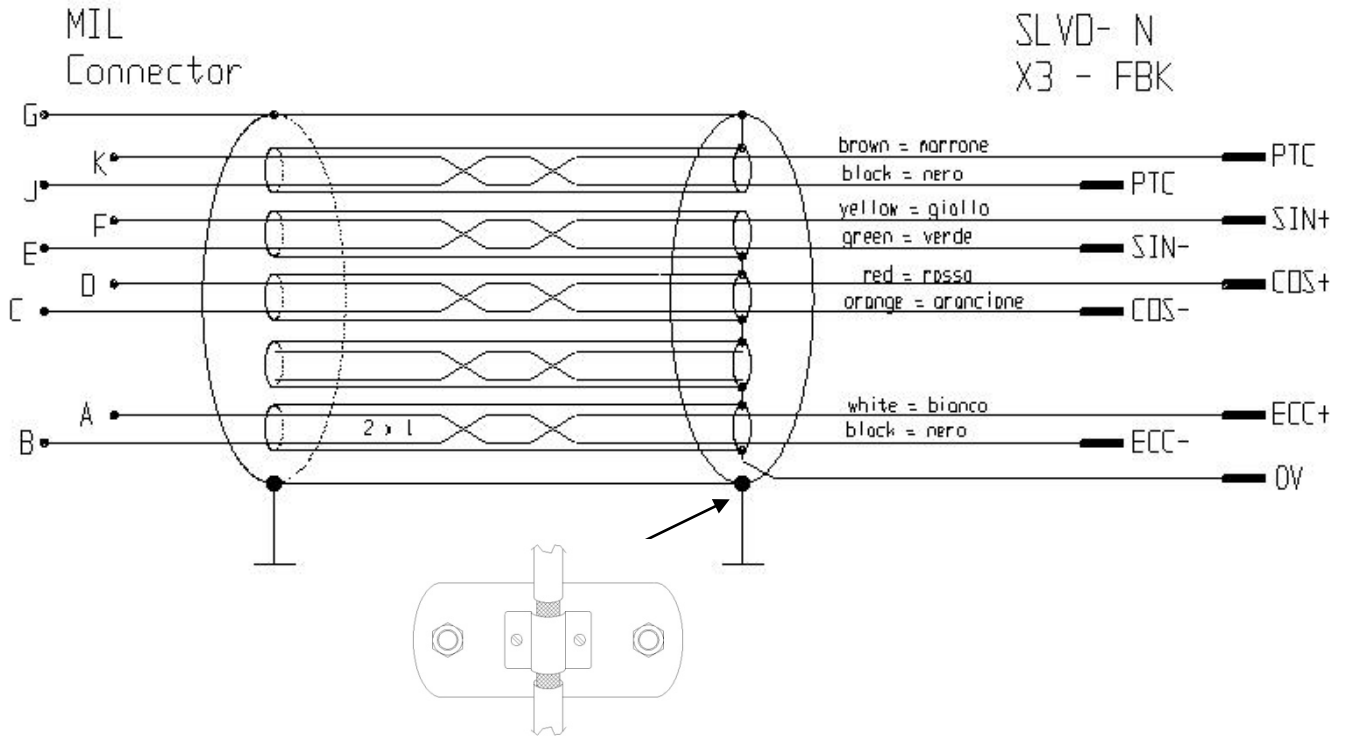 MIL
Connector
SLVD- N
X3 - FBK
G
K
brown = marrone
PTC
J
black = nero
PTC
F
yellow = giallo
SIN+
E
green = verde
SIN-
D
red = rosso
COS+
C
orange = arancione
COS-
A
white = bianco
ECC+
B
2 x 1
black = nero
ECC-
0V